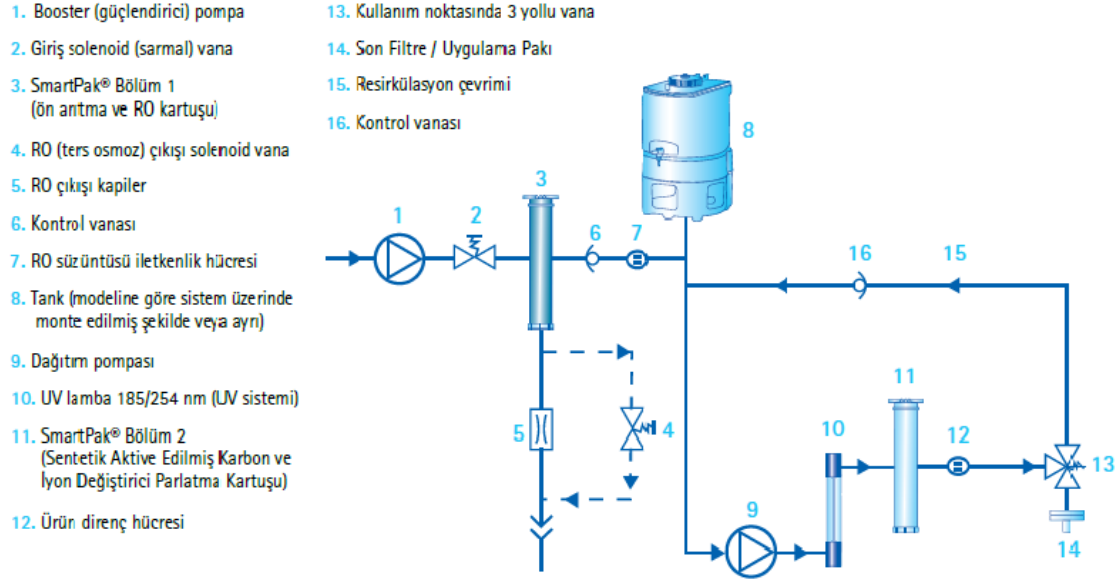 1. Booster (güçlendirici) pompa
2. Giriş solenoid (sarmal) vana
3. SmartPak® Bölüm 1
(ön arıtma ve RO kartuşu)
4. RO (ters osmoz) çıkışı solenoid vana
5. RO çıkışı kapiler
6. Kontrol vanası
7. RO süzüntüsü iletkenlik hücresi
8. Tank (modeline göre sistem üzerinde
monte edilmiş şekilde veya ayrı)
9. Dağıtım pompası
10. UV lamba 185/254 nm (UV sistemi)
11. SmartPak® Bölüm 2
(Sentetik Aktive Edilmiş Karbon ve
İyon Değiştirici Parlatma Kartuşu)
12. Ürün direnç hücresi
13. Kullanım noktasında 3 yollu vana
14. Son Filtre / Uygulama Pakı
15. Resirkülasyon çevrimi
16. Kontrol vanası
8
3
1
2
6
7
16
15
11
5
4
10
12
13
9
14